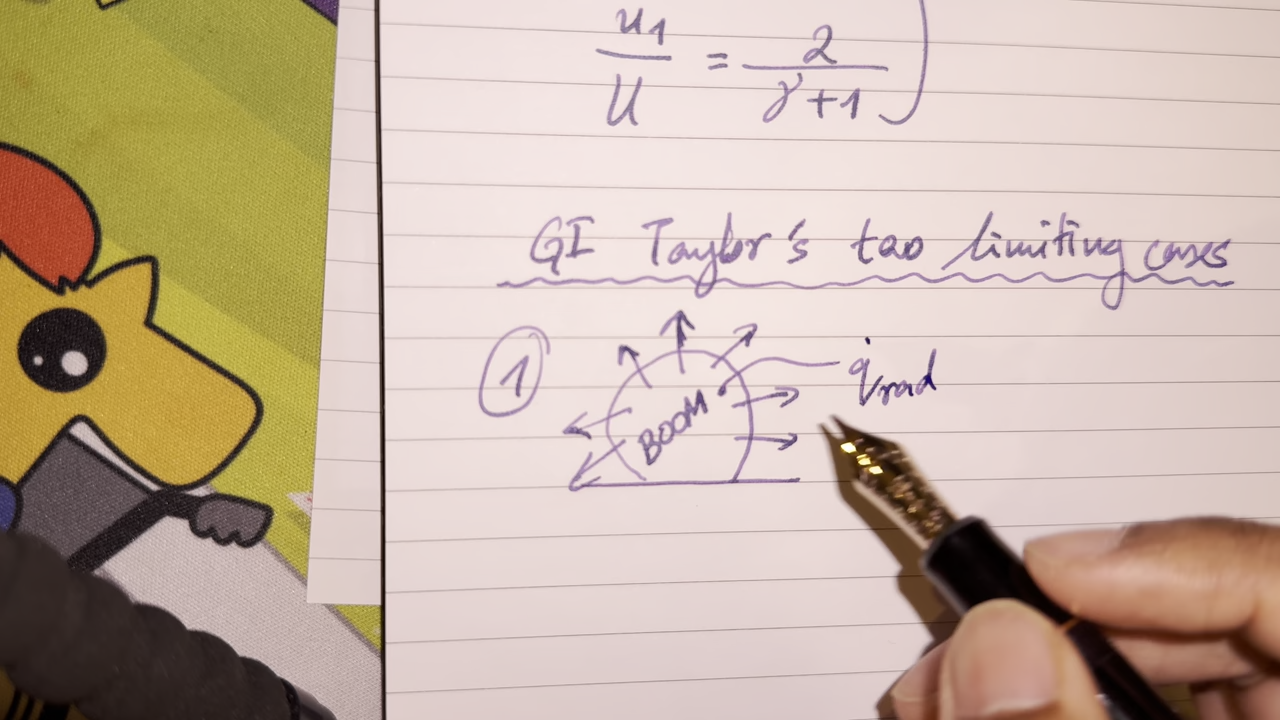 u1/U = 2/(γ+1) )
GI Taylor's two limiting cases
1
BOOM
q̇rad